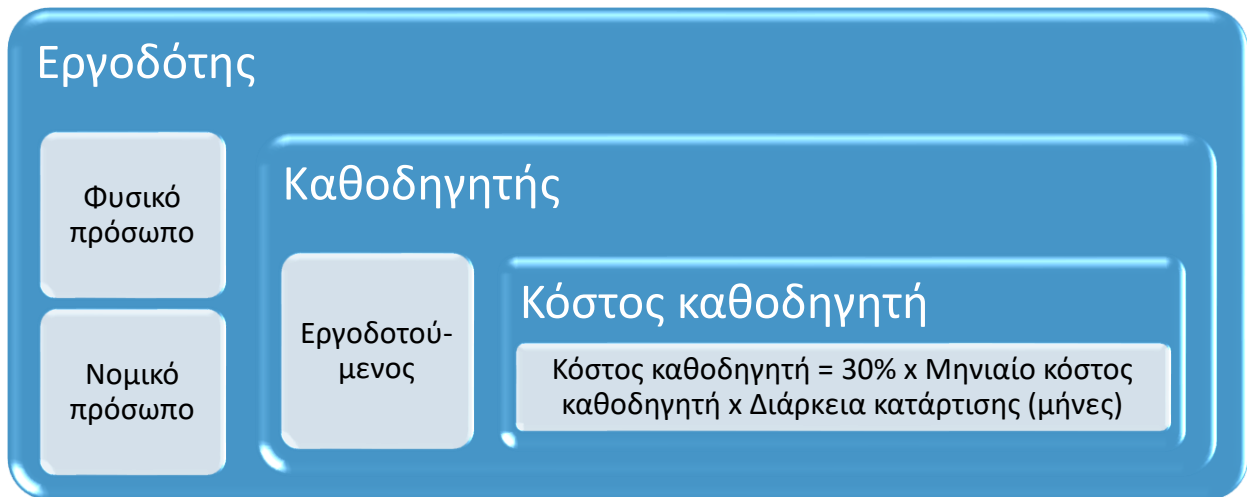 Εργοδότης
Φυσικό
πρόσωπο
Νομικό
πρόσωπο
Καθοδηγητής
Εργοδοτού-
μενος
Κόστος καθοδηγητή
Κόστος καθοδηγητή = 30% x Μηνιαίο κόστος
καθοδηγητή x Διάρκεια κατάρτισης (μήνες)